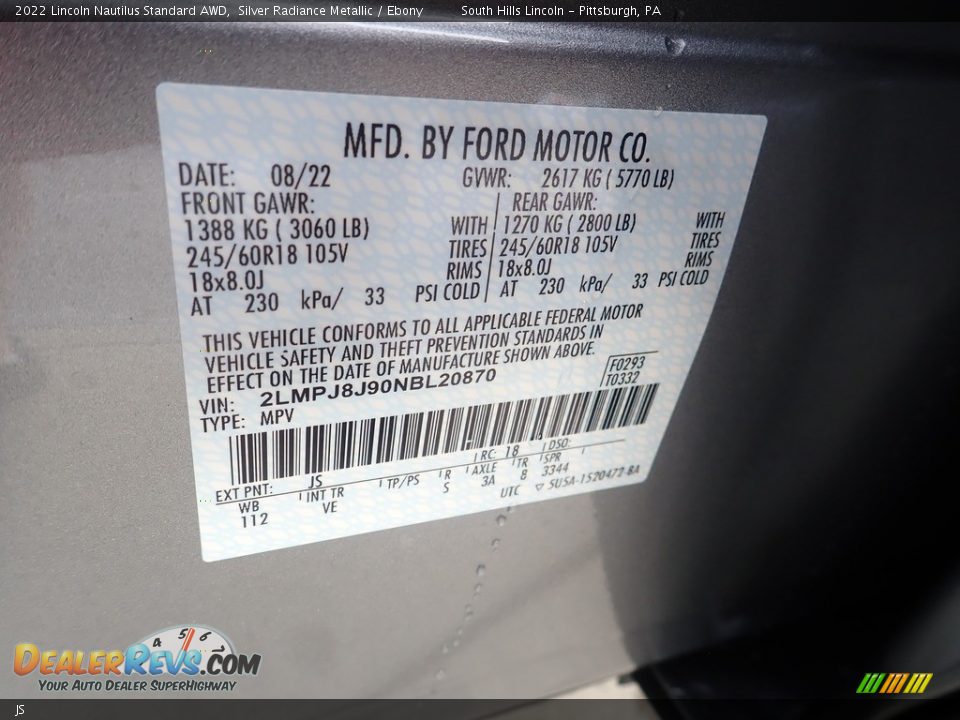 2022 Lincoln Nautilus Standard AWD, Silver Radiance Metallic / Ebony South Hills Lincoln - Pittsburgh, PA
MFD. BY FORD MOTOR CO.
DATE: 08/22 GVWR: 2617 KG ( 5770 LB)
FRONT GAWR: REAR GAWR:
1388 KG ( 3060 LB) WITH 1270 KG ( 2800 LB) WITH
245/60R18 105V TIRES 245/60R18 105V TIRES
18x8.0J RIMS 18x8.0J RIMS
AT 230 kPa/ 33 PSI COLD AT 230 kPa/ 33 PSI COLD
THIS VEHICLE CONFORMS TO ALL APPLICABLE FEDERAL MOTOR
VEHICLE SAFETY AND THEFT PREVENTION STANDARDS IN
EFFECT ON THE DATE OF MANUFACTURE SHOWN ABOVE.
F0293
T0332
VIN: 2LMPJ8J90NBL20870
TYPE: MPV
EXT PNT: JS RC: 18 DSO:
WB INT TR TP/PS R AXLE TR SPR
112 VE S 3A 8 3344
UTC ▽ 5U5A-1520472-BA
4 5 6
DEALERREVS.COM
YOUR AUTO DEALER SUPERHIGHWAY
JS